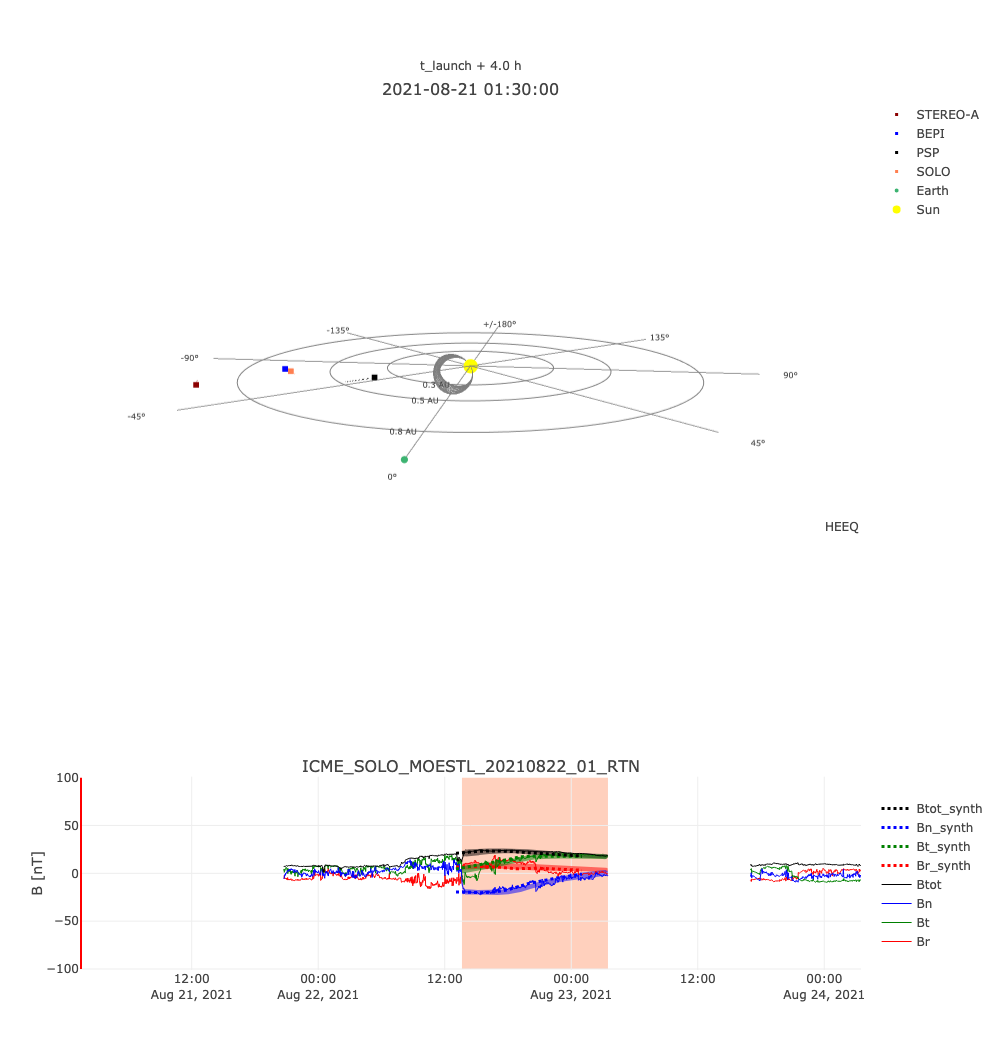 t_launch + 4.0 h
2021-08-21 01:30:00
STEREO-A
BEPI
PSP
SOLO
Earth
Sun
+/-180°
-135°
135°
-90°
90°
0.3 AU
0.5 AU
-45°
0.8 AU
45°
0°
HEEQ
ICME_SOLO_MOESTL_20210822_01_RTN
B [nT]
100
50
0
−50
−100
12:00
Aug 21, 2021
00:00
Aug 22, 2021
12:00
00:00
Aug 23, 2021
12:00
00:00
Aug 24, 2021
Btot_synth
Bn_synth
Bt_synth
Br_synth
Btot
Bn
Bt
Br